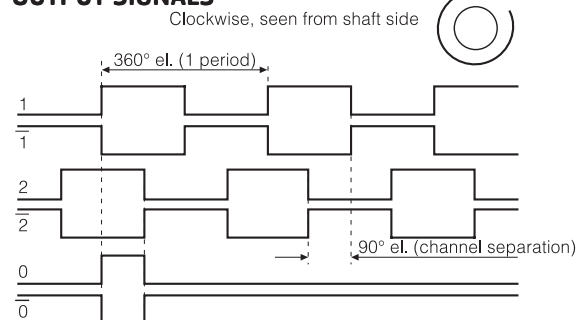 OUTPUT SIGNALS
Clockwise, seen from shaft side
360° el. (1 period)
1
1̅
2
2̅
90° el. (channel separation)
0
0̅